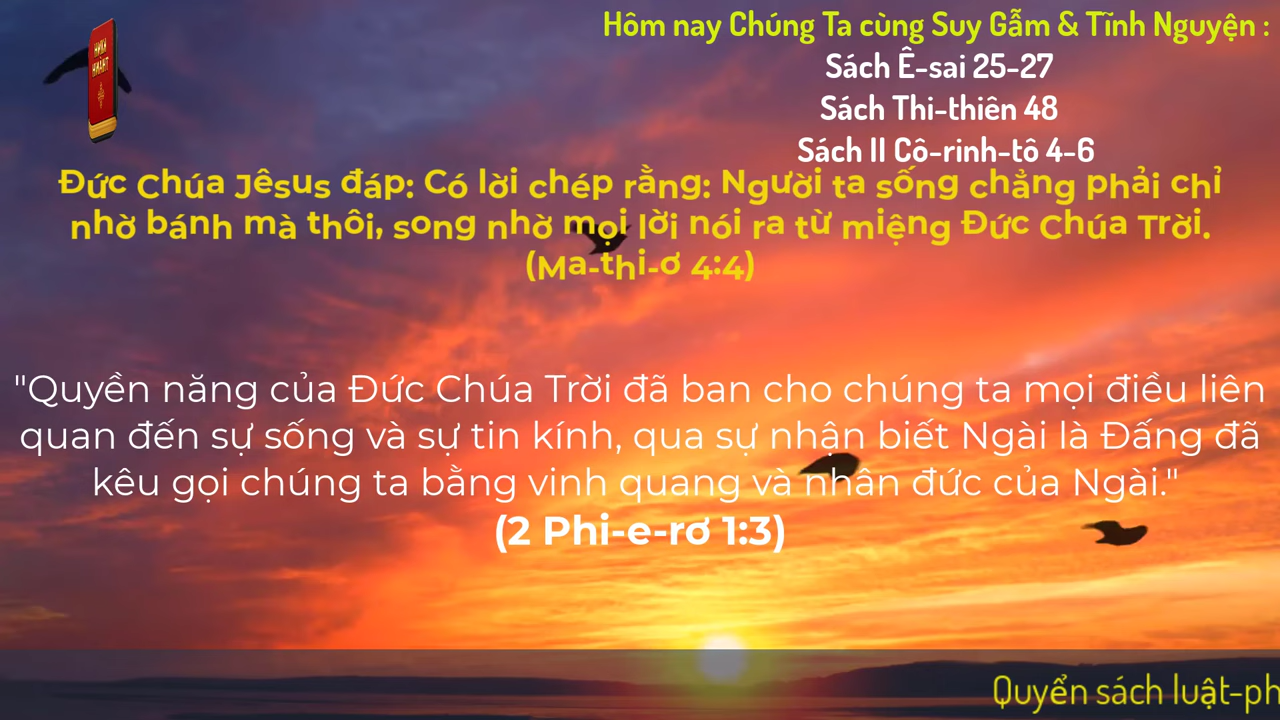 Hôm nay Chúng Ta cùng Suy Gẫm & Tĩnh Nguyện :
Sách Ê-sai 25-27
Sách Thi-thiên 48
Sách II Cô-rinh-tô 4-6
Đức Chúa Jêsus đáp: Có lời chép rằng: Người ta sống chẳng phải chỉ
nhờ bánh mà thôi, song nhờ mọi lời nói ra từ miệng Đức Chúa Trời.
(Ma-thi-ơ 4:4)
"Quyền năng của Đức Chúa Trời đã ban cho chúng ta mọi điều liên
quan đến sự sống và sự tin kính, qua sự nhận biết Ngài là Đấng đã
kêu gọi chúng ta bằng vinh quang và nhân đức của Ngài."
(2 Phi-e-rơ 1:3)
Quyển sách luật-ph